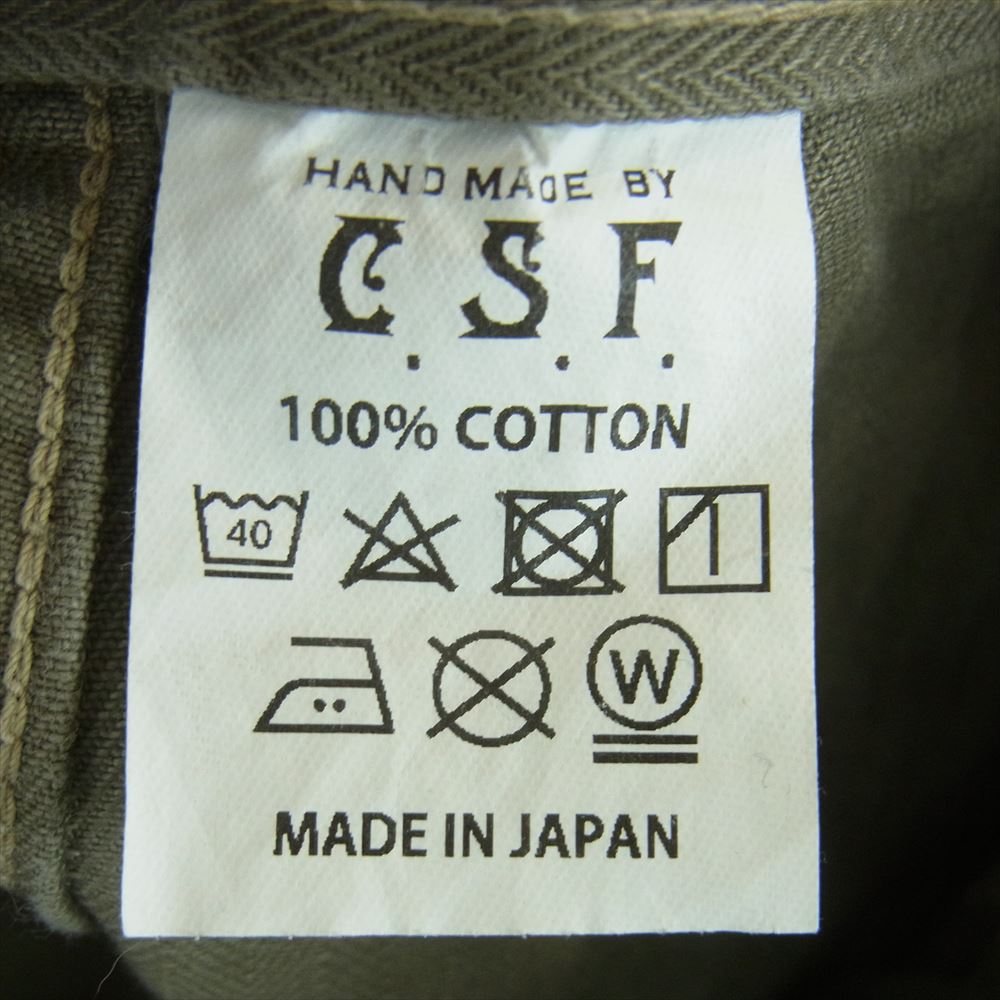 HAND MADE BY
C.S.F.
100% COTTON
40
W
MADE IN JAPAN